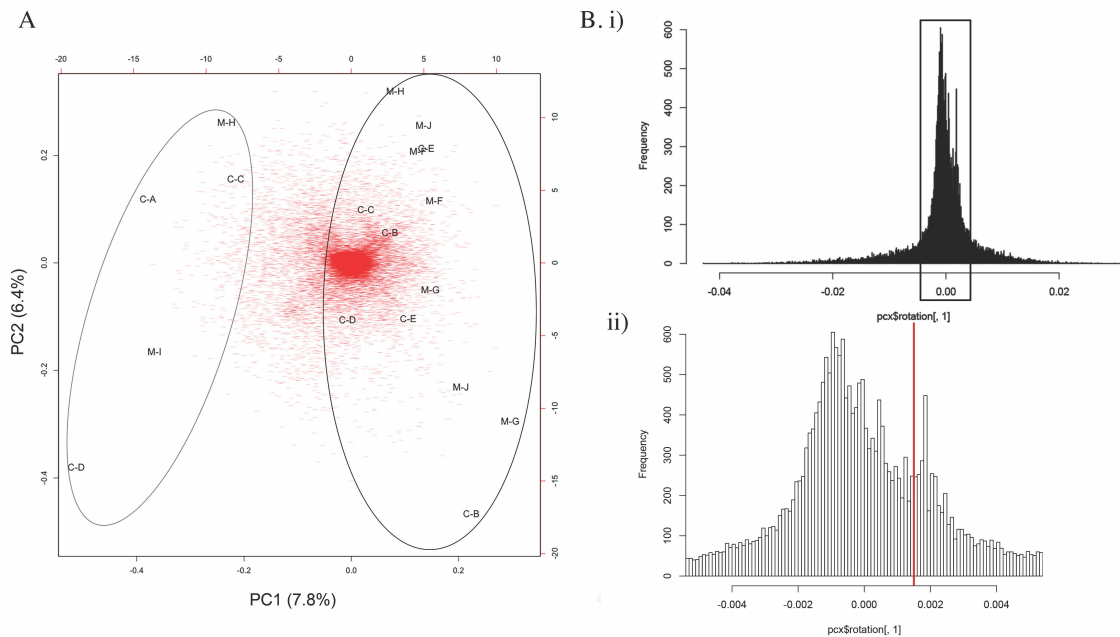 A
-20 -15 -10 -5 0 5 10
PC2 (6.4%)
0.2
0.0
-0.2
-0.4
10
5
0
-5
-10
-15
-20
M-H
M-H
M-J
C-E
C-C
C-A
M-F
C-C
C-B
M-G
C-D
C-E
M-I
M-J
M-G
C-D
C-B
-0.4 -0.2 0.0 0.2
PC1 (7.8%)
B. i)
Frequency
600
500
400
300
200
100
0
-0.04 -0.02 0.00 0.02
pcx$rotation[, 1]
ii)
Frequency
600
500
400
300
200
100
0
-0.004 -0.002 0.000 0.002 0.004
pcx$rotation[, 1]